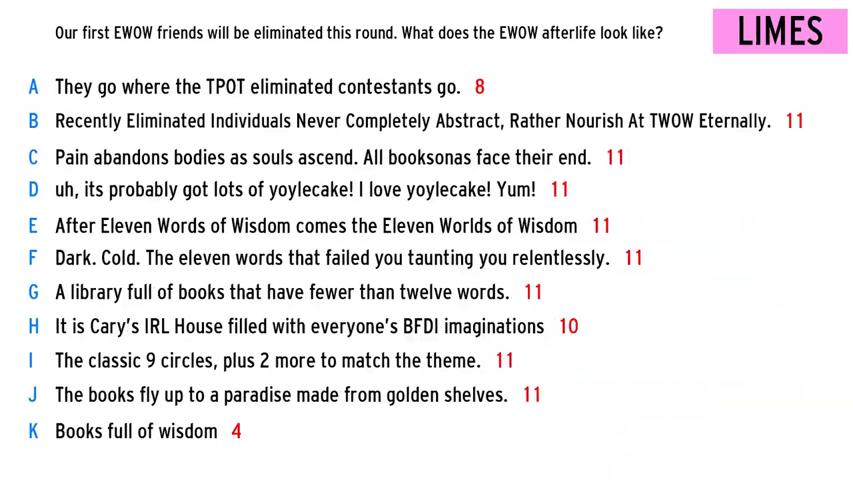 Our first EWOW friends will be eliminated this round. What does the EWOW afterlife look like?
LIMES
A They go where the TPOT eliminated contestants go. 8
B Recently Eliminated Individuals Never Completely Abstract, Rather Nourish At TWOW Eternally. 11
C Pain abandons bodies as souls ascend. All booksonas face their end. 11
D uh, its probably got lots of yoylecake! I love yoylecake! Yum! 11
E After Eleven Words of Wisdom comes the Eleven Worlds of Wisdom 11
F Dark. Cold. The eleven words that failed you taunting you relentlessly. 11
G A library full of books that have fewer than twelve words. 11
H It is Cary's IRL House filled with everyone's BFDI imaginations 10
I The classic 9 circles, plus 2 more to match the theme. 11
J The books fly up to a paradise made from golden shelves. 11
K Books full of wisdom 4